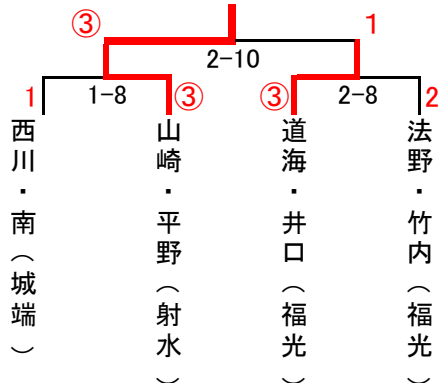 ③ 1
2-10
1 1-8 ③ ③ 2-8 2
西川・南（城端）
山崎・平野（射水）
道海・井口（福光）
法野・竹内（福光）